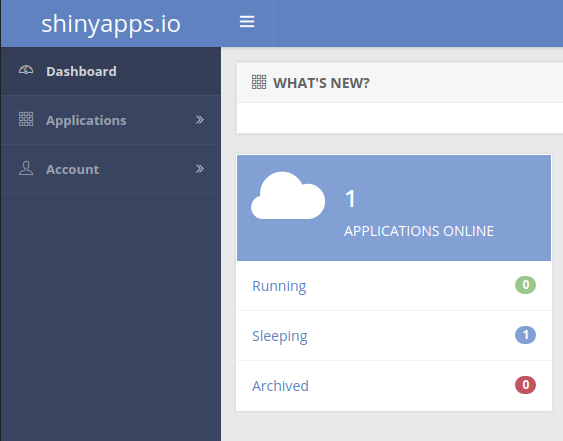 shinyapps.io
Dashboard
Applications
Account
WHAT'S NEW?
1
APPLICATIONS ONLINE
Running 0
Sleeping 1
Archived 0